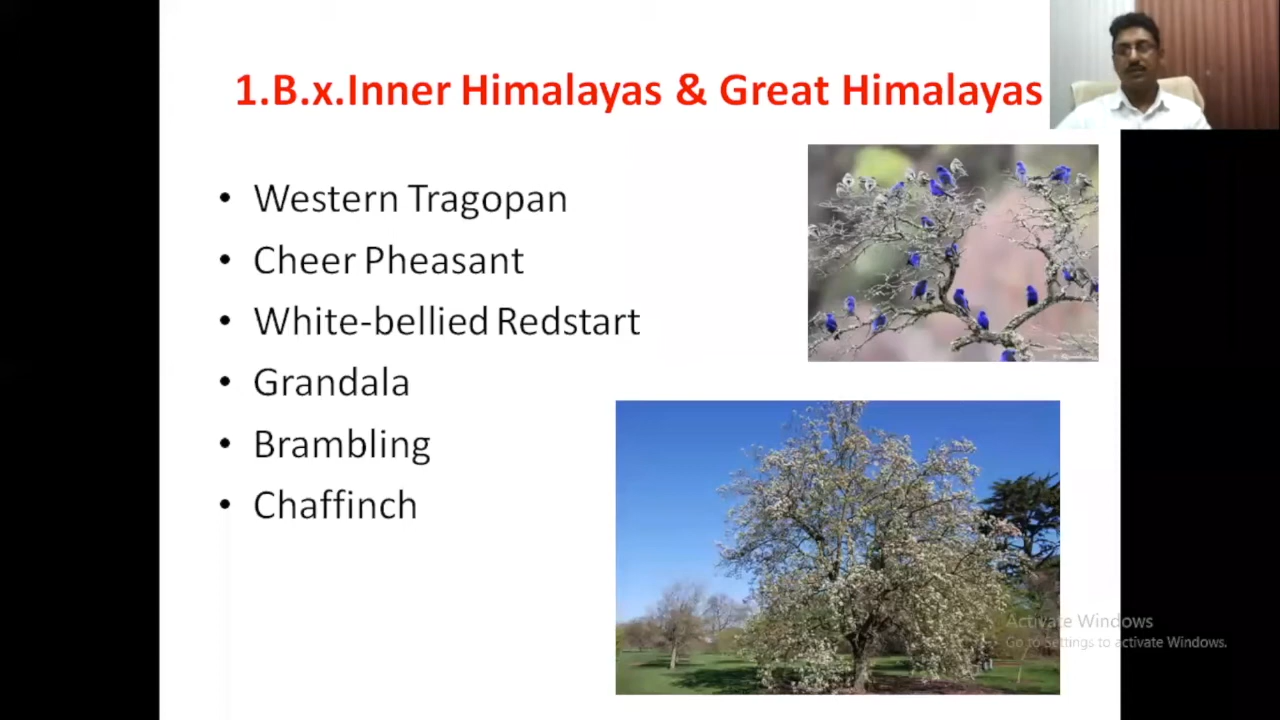 1.B.x.Inner Himalayas & Great Himalayas
• Western Tragopan
• Cheer Pheasant
• White-bellied Redstart
• Grandala
• Brambling
• Chaffinch
Activate Windows
Go to Settings to activate Windows.